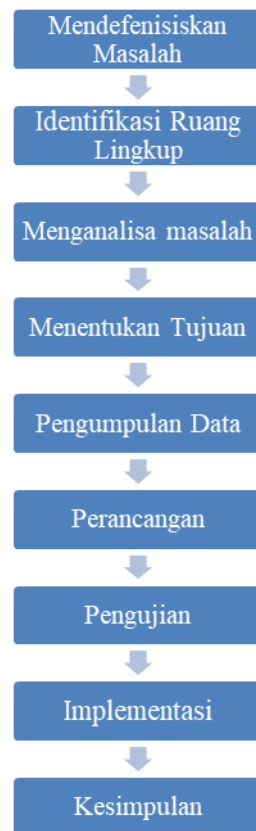 Mendefenisiskan
Masalah
Identifikasi Ruang
Lingkup
Menganalisa masalah
Menentukan Tujuan
Pengumpulan Data
Perancangan
Pengujian
Implementasi
Kesimpulan